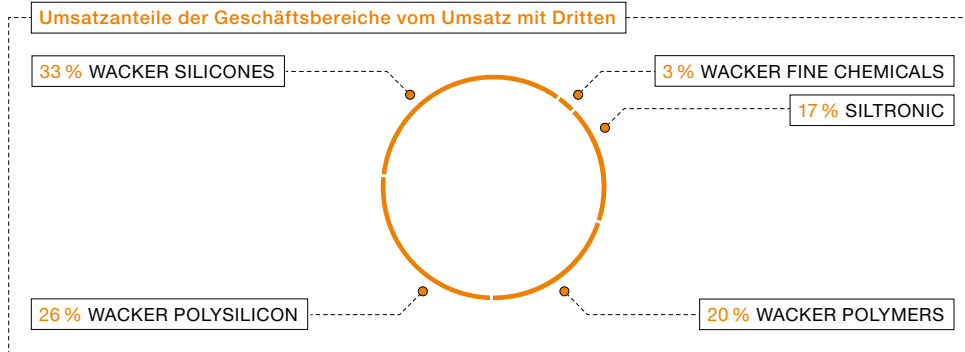 Umsatzanteile der Geschäftsbereiche vom Umsatz mit Dritten
33 % WACKER SILICONES
3 % WACKER FINE CHEMICALS
17 % SILTRONIC
26 % WACKER POLYSILICON
20 % WACKER POLYMERS